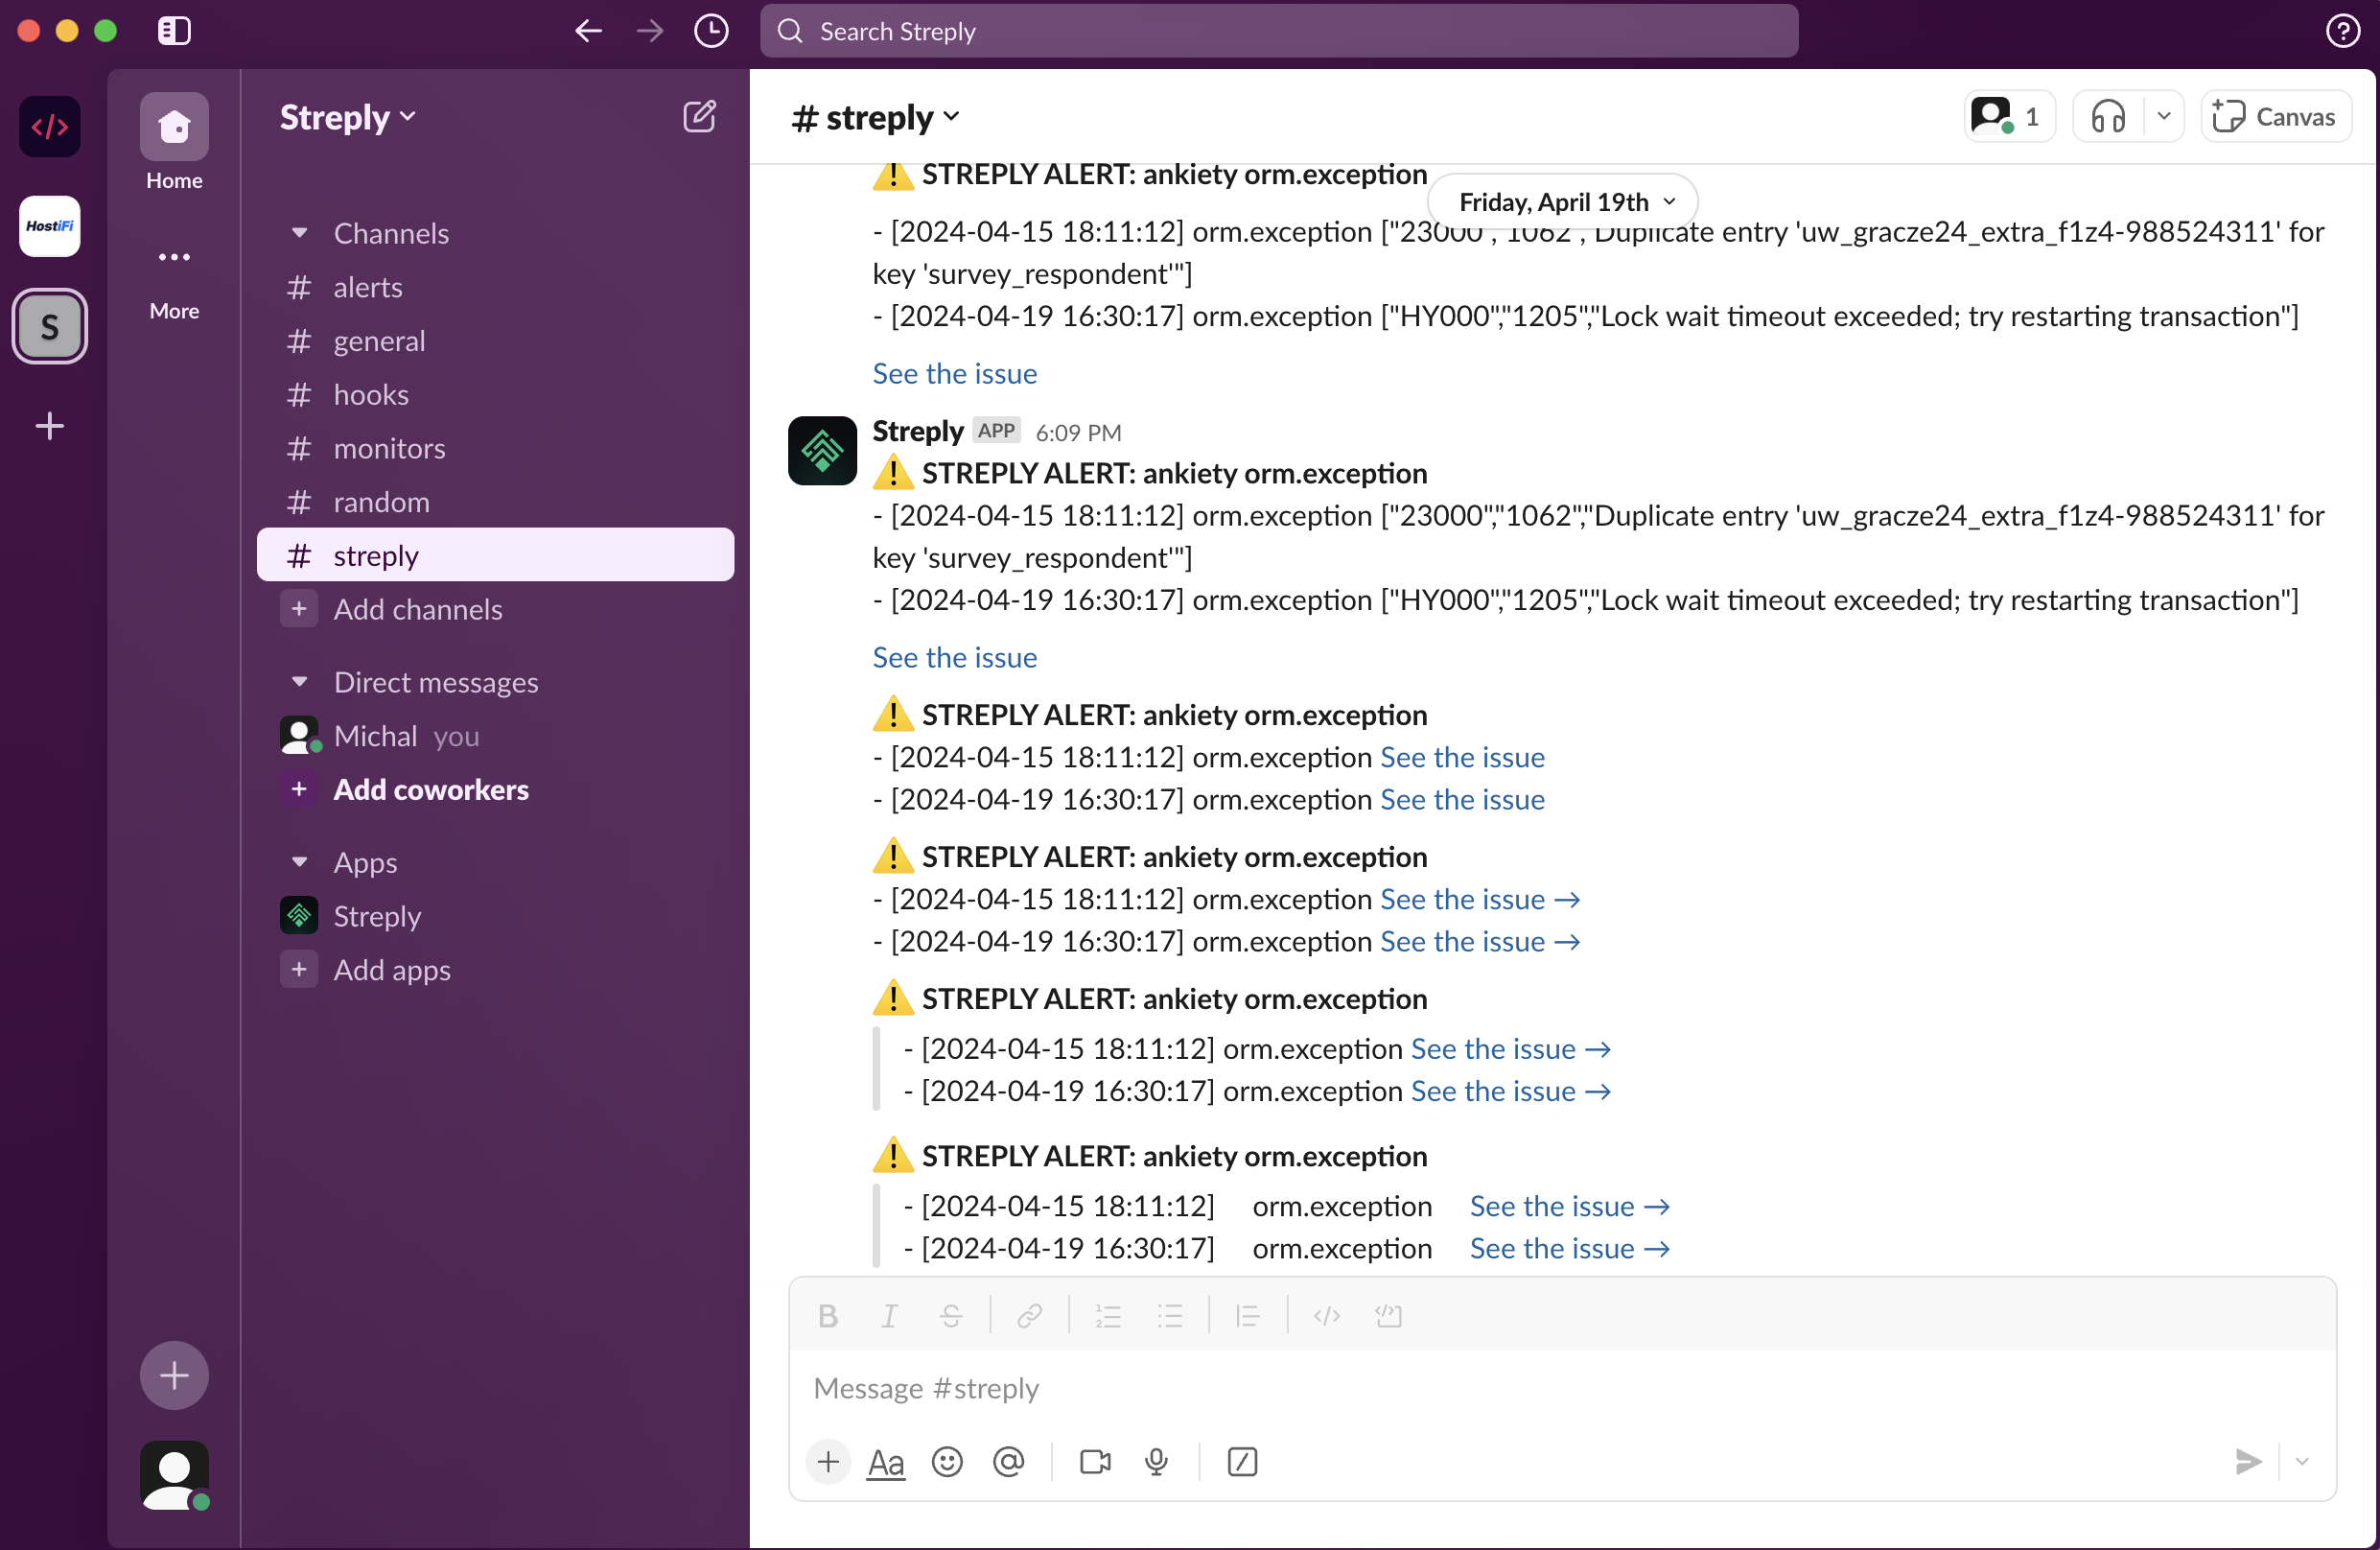 Search Streply
</>
HostiFi
S
Home
More
Streply
Channels
# alerts
# general
# hooks
# monitors
# random
# streply
+ Add channels
Direct messages
Michal you
+ Add coworkers
Apps
Streply
+ Add apps
# streply
1
Canvas
Friday, April 19th
STREPLY ALERT: ankiety orm.exception
- [2024-04-15 18:11:12] orm.exception ["23000","1062","Duplicate entry 'uw_gracze24_extra_f1z4-988524311' for
key 'survey_respondent'"]
- [2024-04-19 16:30:17] orm.exception ["HY000","1205","Lock wait timeout exceeded; try restarting transaction"]
See the issue
Streply APP 6:09 PM
STREPLY ALERT: ankiety orm.exception
- [2024-04-15 18:11:12] orm.exception ["23000","1062","Duplicate entry 'uw_gracze24_extra_f1z4-988524311' for
key 'survey_respondent'"]
- [2024-04-19 16:30:17] orm.exception ["HY000","1205","Lock wait timeout exceeded; try restarting transaction"]
See the issue
STREPLY ALERT: ankiety orm.exception
- [2024-04-15 18:11:12] orm.exception See the issue
- [2024-04-19 16:30:17] orm.exception See the issue
STREPLY ALERT: ankiety orm.exception
- [2024-04-15 18:11:12] orm.exception See the issue →
- [2024-04-19 16:30:17] orm.exception See the issue →
STREPLY ALERT: ankiety orm.exception
- [2024-04-15 18:11:12] orm.exception See the issue →
- [2024-04-19 16:30:17] orm.exception See the issue →
STREPLY ALERT: ankiety orm.exception
- [2024-04-15 18:11:12] orm.exception See the issue →
- [2024-04-19 16:30:17] orm.exception See the issue →
B I S
Message #streply
Aa